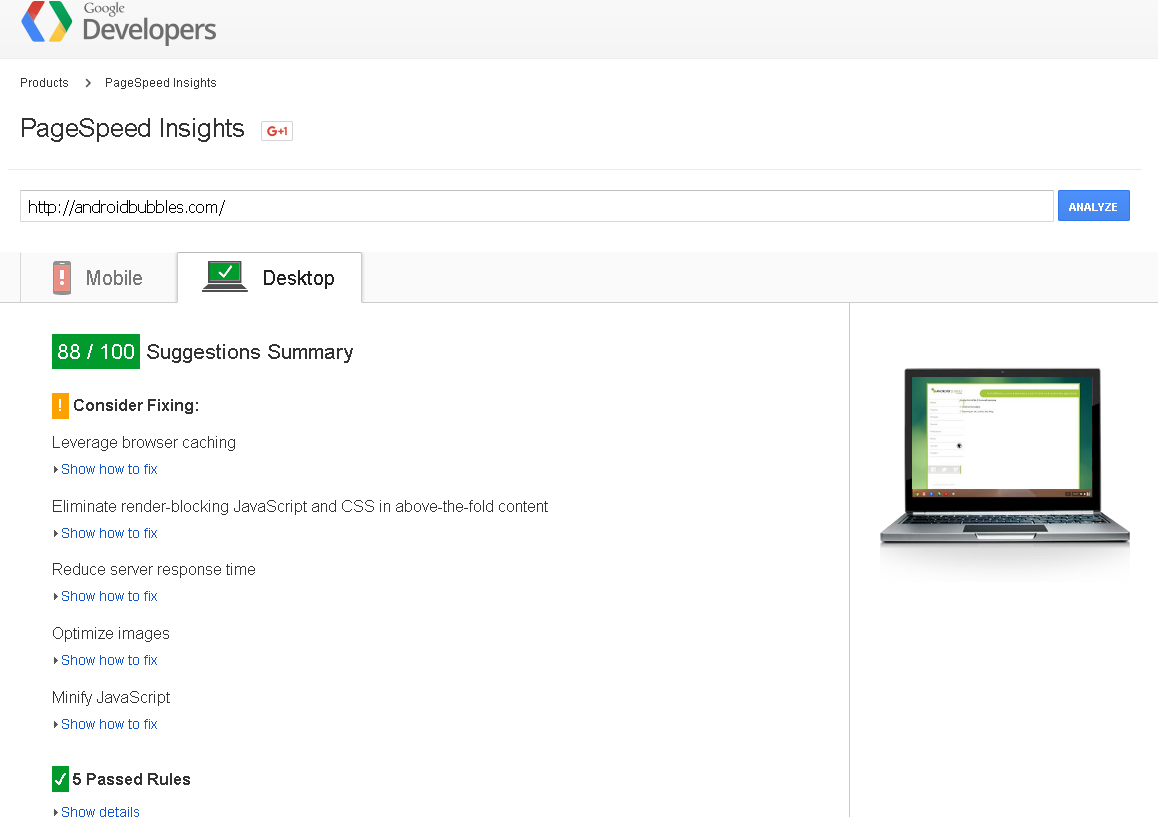 Google
Developers
Products > PageSpeed Insights
PageSpeed Insights G+1
http://androidbubbles.com/ ANALYZE
Mobile Desktop
88 / 100 Suggestions Summary
! Consider Fixing:
Leverage browser caching
Show how to fix
Eliminate render-blocking JavaScript and CSS in above-the-fold content
Show how to fix
Reduce server response time
Show how to fix
Optimize images
Show how to fix
Minify JavaScript
Show how to fix
5 Passed Rules
Show details